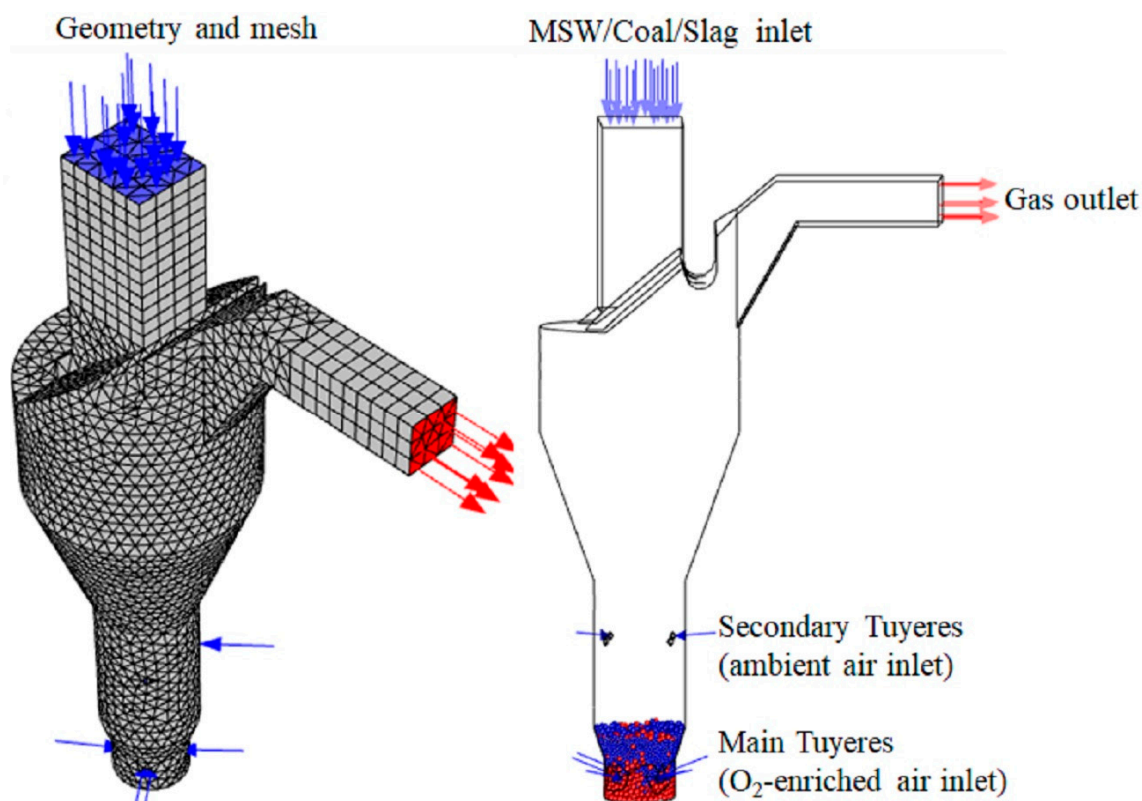 Geometry and mesh
MSW/Coal/Slag inlet
Gas outlet
Secondary Tuyeres
(ambient air inlet)
Main Tuyeres
(O₂-enriched air inlet)